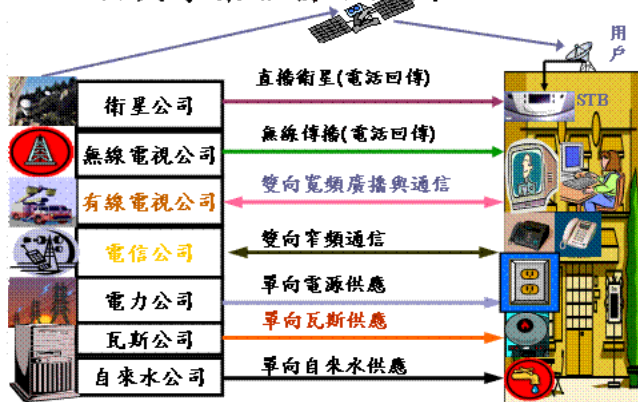 用戶
直播衛星(電話回傳)
衛星公司
STB
無線傳播(電話回傳)
無線電視公司
雙向寬頻廣播與通信
有線電視公司
雙向窄頻通信
電信公司
單向電源供應
電力公司
單向瓦斯供應
瓦斯公司
單向自來水供應
自來水公司